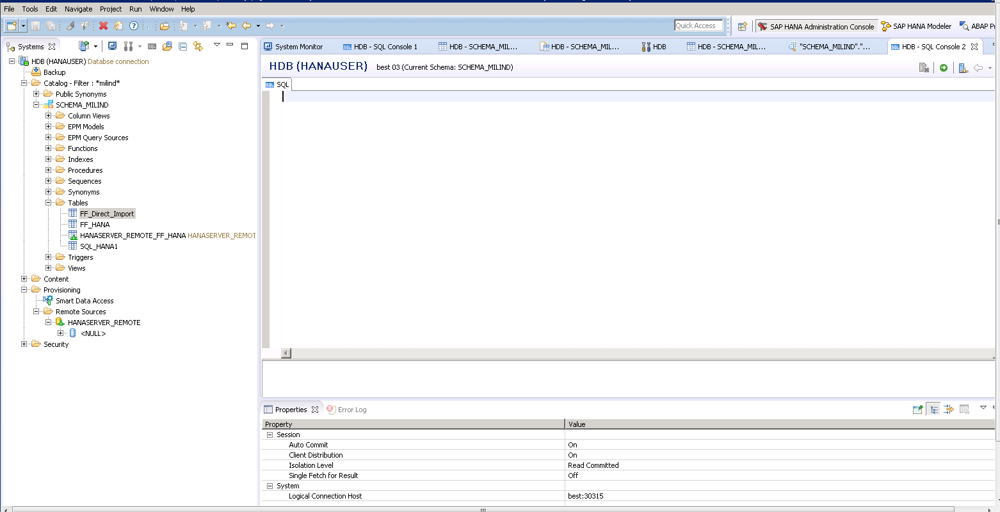 File Tools Edit Navigate Project Run Window Help
Quick Access
SAP HANA Administration Console SAP HANA Modeler ABAP
Systems
System Monitor
SQL HDB - SQL Console 1
HDB - SCHEMA_MIL...
HDB - SCHEMA_MIL...
HDB
HDB - SCHEMA_MIL...
"SCHEMA_MILIND"."...
SQL HDB - SQL Console 2
HDB (HANAUSER) Databse connection
Backup
Catalog - Filter : *milind*
Public Synonyms
SCHEMA_MILIND
Column Views
EPM Models
EPM Query Sources
Functions
Indexes
Procedures
Sequences
Synonyms
Tables
FF_Direct_Import
FF_HANA
HANASERVER_REMOTE_FF_HANA HANASERVER_REMOT
SQL_HANA1
Triggers
Views
Content
Provisioning
Smart Data Access
Remote Sources
HANASERVER_REMOTE
<NULL>
Security
HDB (HANAUSER) best 03 (Current Schema: SCHEMA_MILIND)
SQL SQL
Properties Error Log
Property Value
Session
Auto Commit On
Client Distribution On
Isolation Level Read Committed
Single Fetch for Result Off
System
Logical Connection Host best:30315